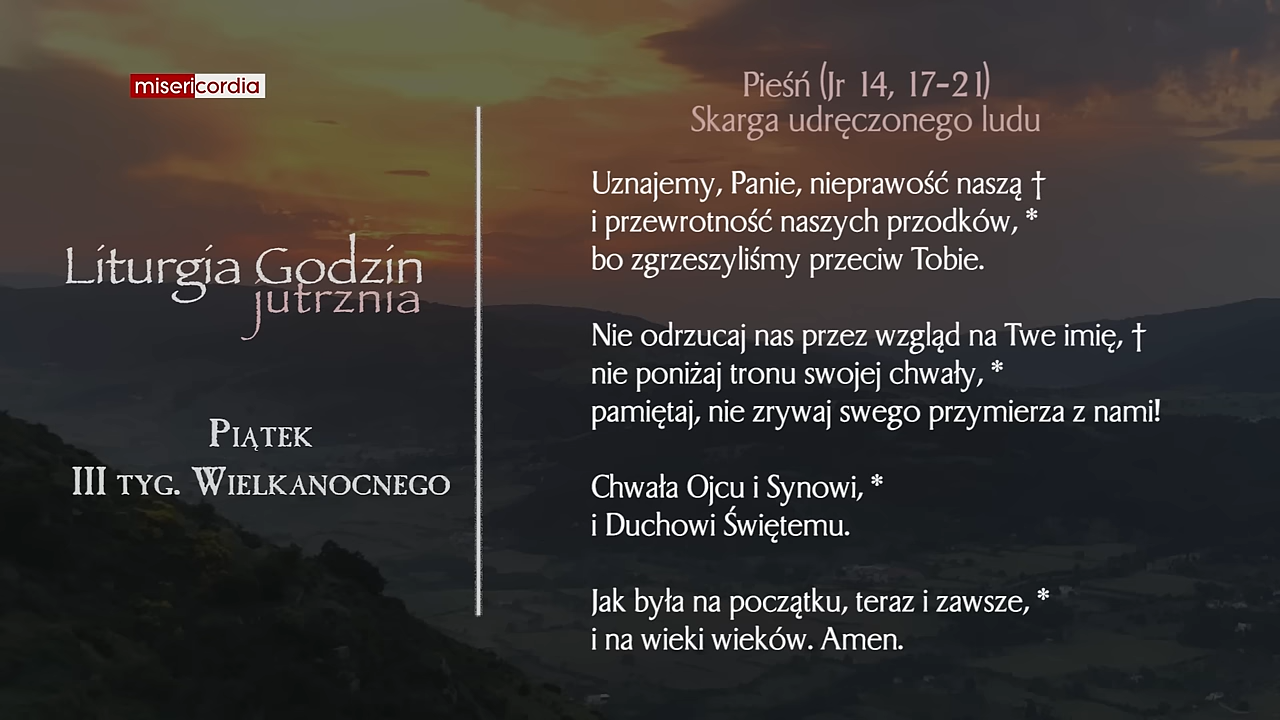 misericordia
Liturgia Godzin
jutrznia
Piątek
III tyg. Wielkanocnego
Pieśń (Jr 14, 17-21)
Skarga udręczonego ludu
Uznajemy, Panie, nieprawość naszą †
i przewrotność naszych przodków, *
bo zgrzeszyliśmy przeciw Tobie.
Nie odrzucaj nas przez wzgląd na Twe imię, †
nie poniżaj tronu swojej chwały, *
pamiętaj, nie zrywaj swego przymierza z nami!
Chwała Ojcu i Synowi, *
i Duchowi Świętemu.
Jak była na początku, teraz i zawsze, *
i na wieki wieków. Amen.